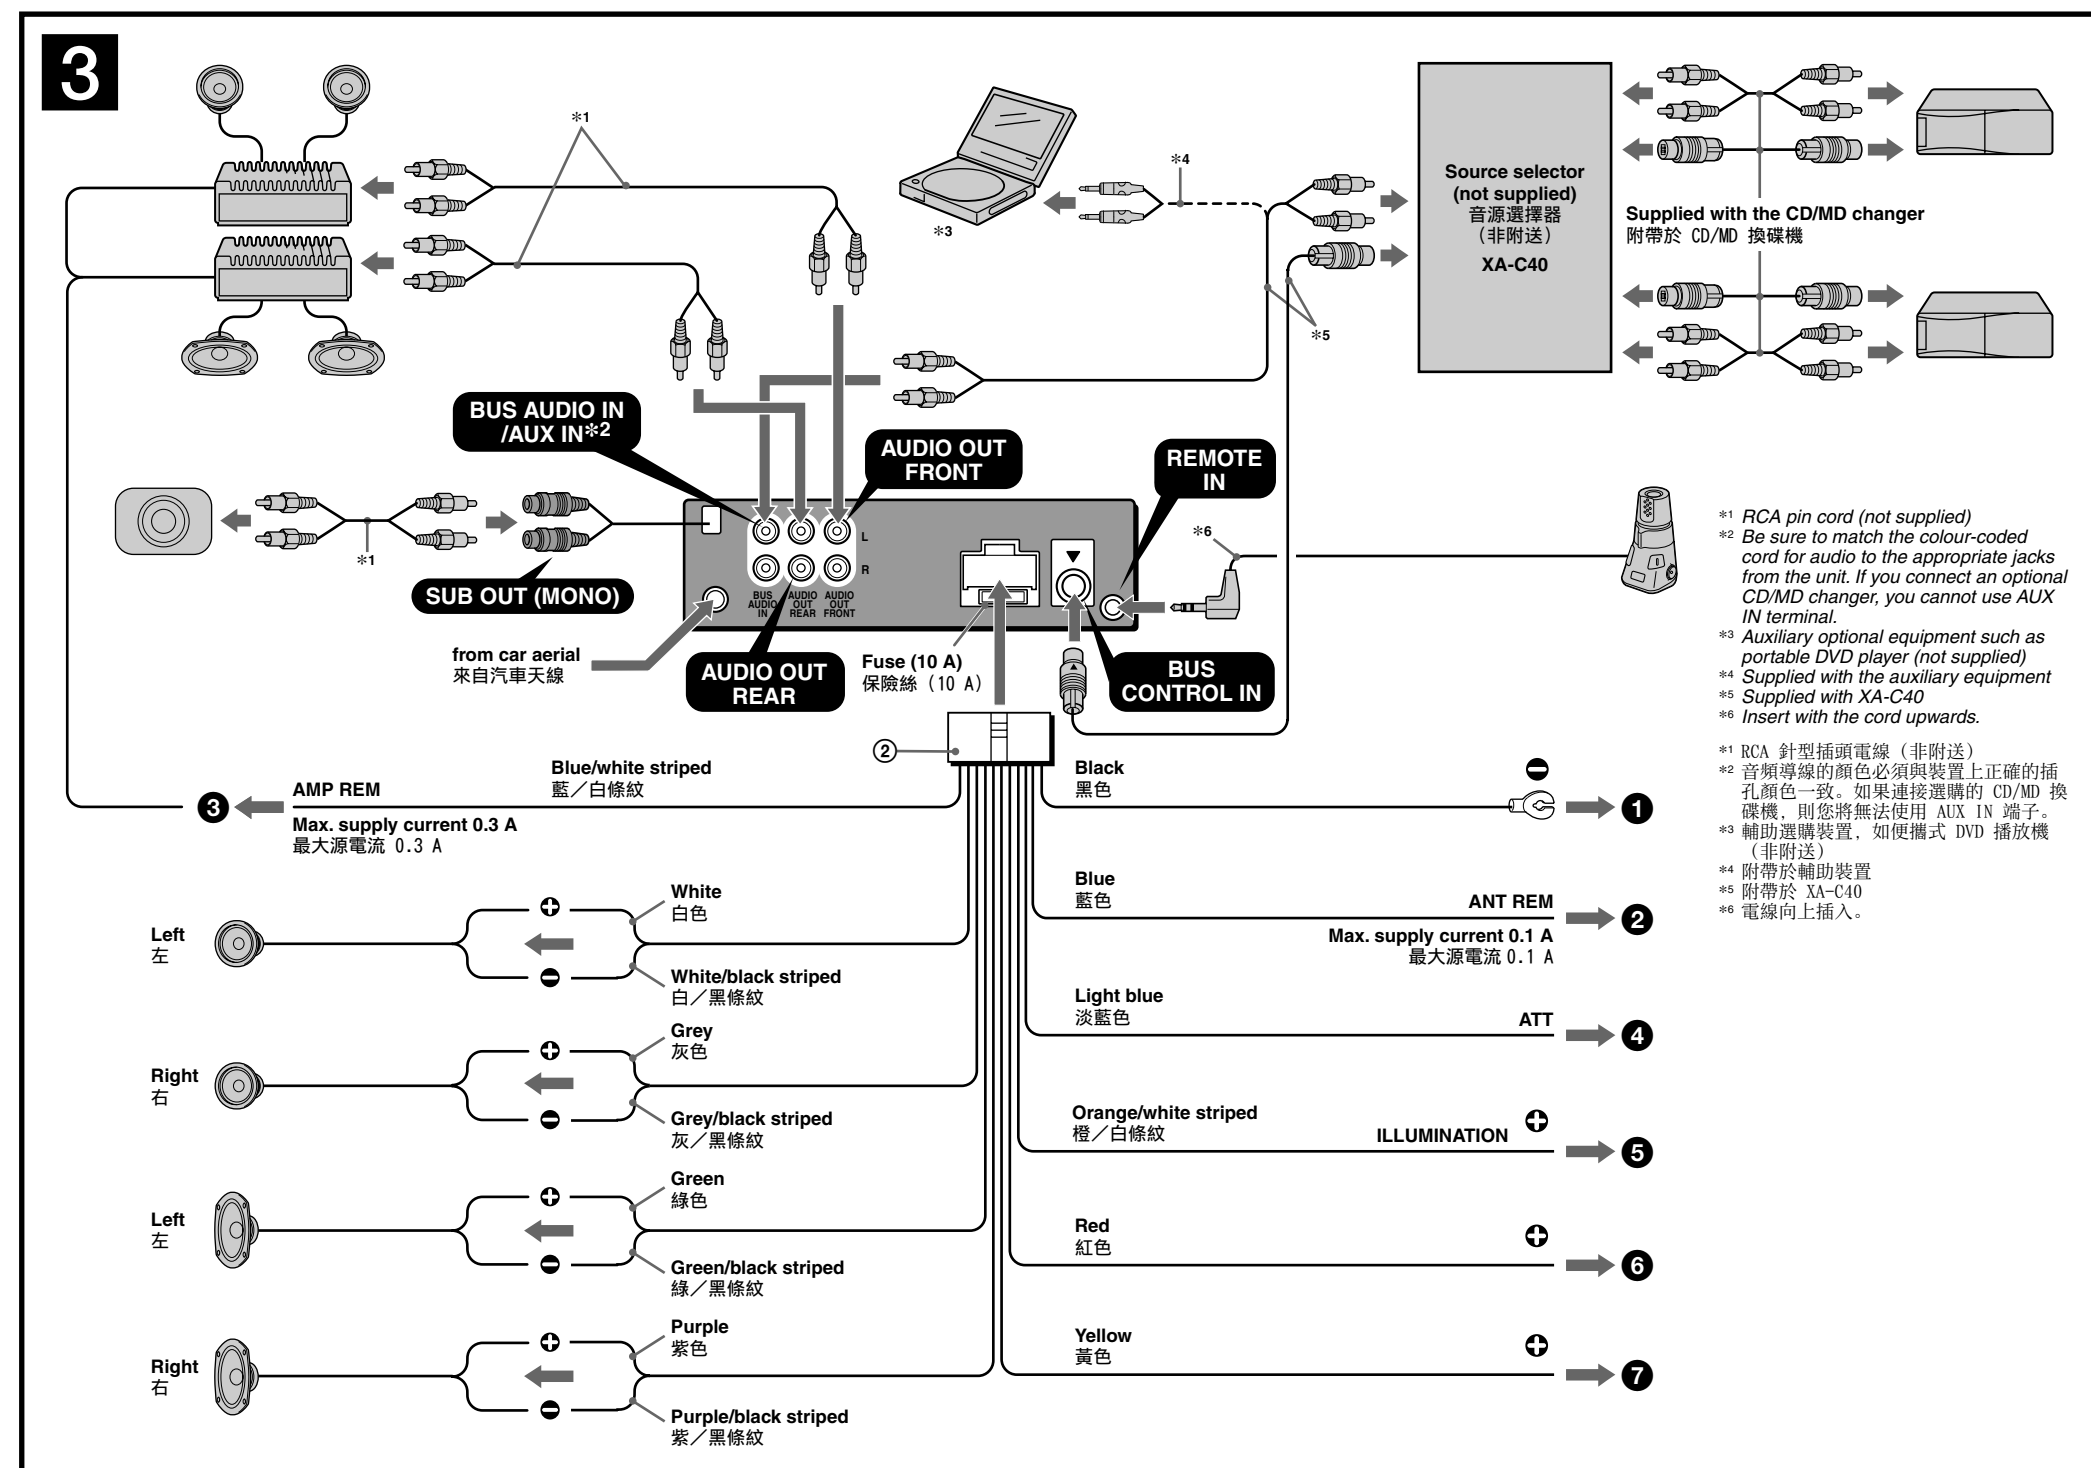 3
*1
*4
*3
*5
Source selector
(not supplied)
音源選擇器
（非附送）
XA-C40
Supplied with the CD/MD changer
附帶於 CD/MD 換碟機
BUS AUDIO IN
/AUX IN*2
AUDIO OUT
FRONT
REMOTE
IN
*1
SUB OUT (MONO)
L
R
BUS
AUDIO
IN
AUDIO
OUT
REAR
AUDIO
OUT
FRONT
*6
from car aerial
來自汽車天線
AUDIO OUT
REAR
Fuse (10 A)
保險絲（10 A）
BUS
CONTROL IN
*1 RCA pin cord (not supplied)
*2 Be sure to match the colour-coded
cord for audio to the appropriate jacks
from the unit. If you connect an optional
CD/MD changer, you cannot use AUX
IN terminal.
*3 Auxiliary optional equipment such as
portable DVD player (not supplied)
*4 Supplied with the auxiliary equipment
*5 Supplied with XA-C40
*6 Insert with the cord upwards.
*1 RCA 針型插頭電線（非附送）
*2 音頻導線的顏色必須與裝置上正確的插
孔顏色一致。如果連接選購的 CD/MD 換
碟機，則您將無法使用 AUX IN 端子。
*3 輔助選購裝置，如便攜式 DVD 播放機
（非附送）
*4 附帶於輔助裝置
*5 附帶於 XA-C40
*6 電線向上插入。
2
3
AMP REM
Blue/white striped
藍／白條紋
Max. supply current 0.3 A
最大源電流 0.3 A
Black
黑色
1
Blue
藍色
ANT REM
2
Max. supply current 0.1 A
最大源電流 0.1 A
Light blue
淡藍色
ATT
4
Orange/white striped
橙／白條紋
ILLUMINATION
5
Red
紅色
6
Yellow
黃色
7
Left
左
White
白色
White/black striped
白／黑條紋
Right
右
Grey
灰色
Grey/black striped
灰／黑條紋
Left
左
Green
綠色
Green/black striped
綠／黑條紋
Right
右
Purple
紫色
Purple/black striped
紫／黑條紋